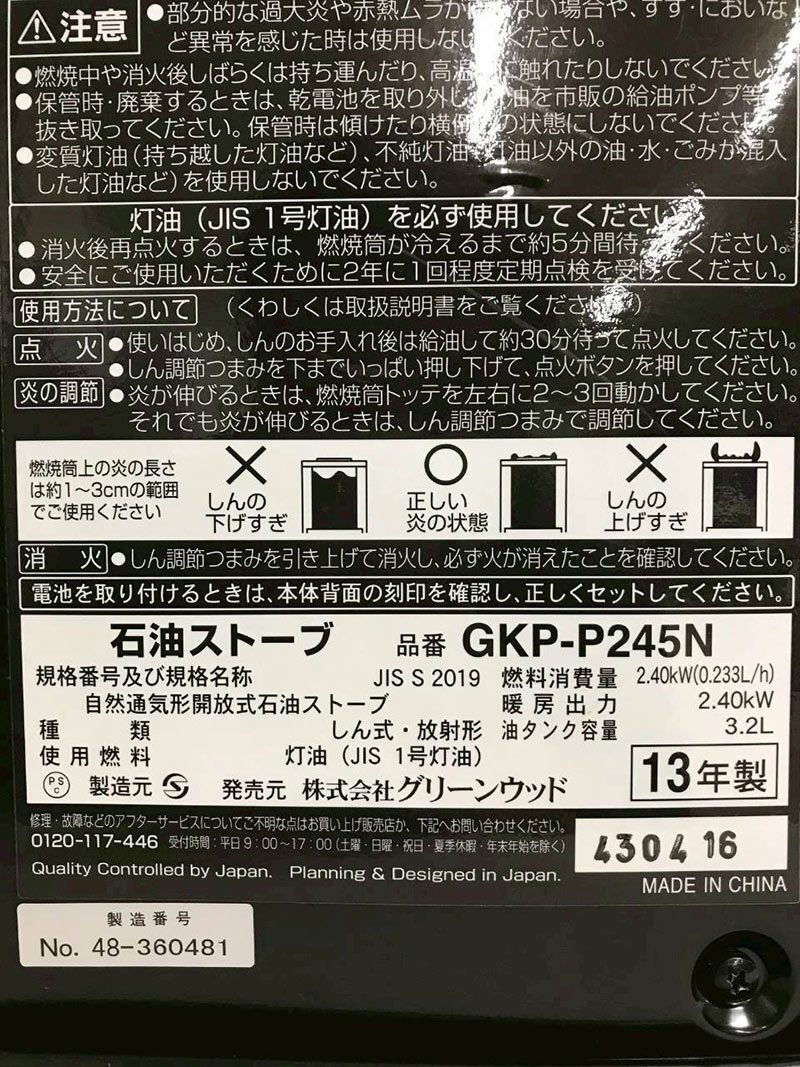 注意
●部分的な過大炎や赤熱ムラが ない場合や、すす・においな
ど異常を感じた時は使用しな ください。
●燃焼中や消火後しばらくは持ち運んだり、高温 に触れたりしないでください
●保管時・廃棄するときは、乾電池を取り外し 油を市販の給油ポンプ等
抜き取ってください。保管時は傾けたり横倒 の状態にしないでください。
●変質灯油(持ち越した灯油など)、不純灯油 灯油以外の油・水・ごみが混入
した灯油など)を使用しないでください。
灯油(JIS 1号灯油)を必ず使用してください
●消火後再点火するときは、燃焼筒が冷えるまで約5分間待 ください。
●安全にご使用いただくために2年に1回程度定期点検を受けてください。
使用方法について (くわしくは取扱説明書をご覧くださ )
点 火 ●使いはじめ、しんのお手入れ後は給油して約30分待って点火してください。
●しん調節つまみを下までいっぱい押し下げて、点火ボタンを押してください。
炎の調節 ●炎が伸びるときは、燃焼筒トッテを左右に2〜3回動かしてください。
それでも炎が伸びるときは、しん調節つまみで調節してください。
燃焼筒上の炎の長さ
は約1〜3cmの範囲
でご使用ください
しんの
下げすぎ
正しい
炎の状態
しんの
上げすぎ
消 火 ●しん調節つまみを引き上げて消火し、必ず火が消えたことを確認してください。
電池を取り付けるときは、本体背面の刻印を確認し、正しくセットしてください。
石油ストーブ 品番 GKP-P245N
規格番号及び規格名称 JIS S 2019 燃料消費量 2.40kW(0.233L/h)
自然通気形開放式石油ストーブ 暖房出力 2.40kW
種 類 しん式・放射形 油タンク容量 3.2L
使用燃料 灯油(JIS 1号灯油)
PSC 製造元 発売元 株式会社グリーンウッド 13年製
修理・故障などのアフターサービスについてご不明な点はお買い上げ販売店か、下記へお問い合わせください。
0120-117-446 受付時間:平日9:00〜17:00(土曜・日曜・祝日・夏季休暇・年末年始を除く)
430416
Quality Controlled by Japan. Planning & Designed in Japan.
MADE IN CHINA
製造番号
No. 48-360481